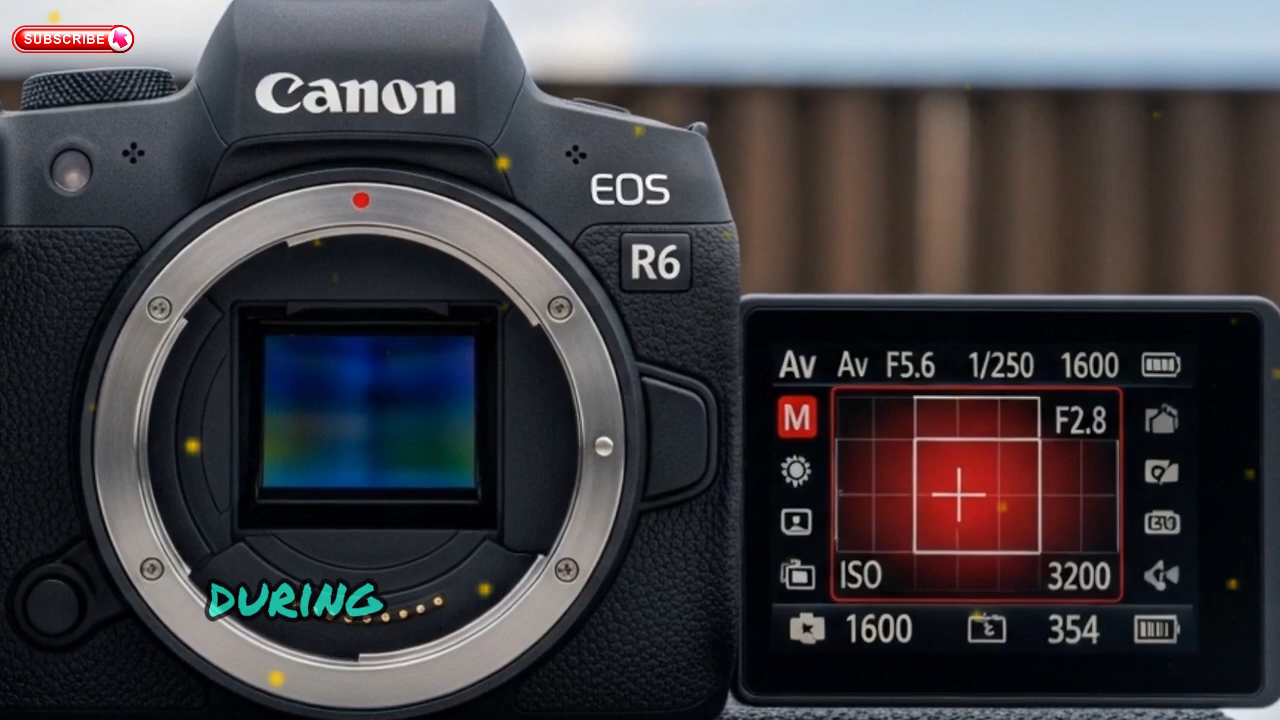 SUBSCRIBE
Canon
EOS
R6
DURING
Av Av F5.6 1/250 1600
M
F2.8
ISO 3200
1600 354